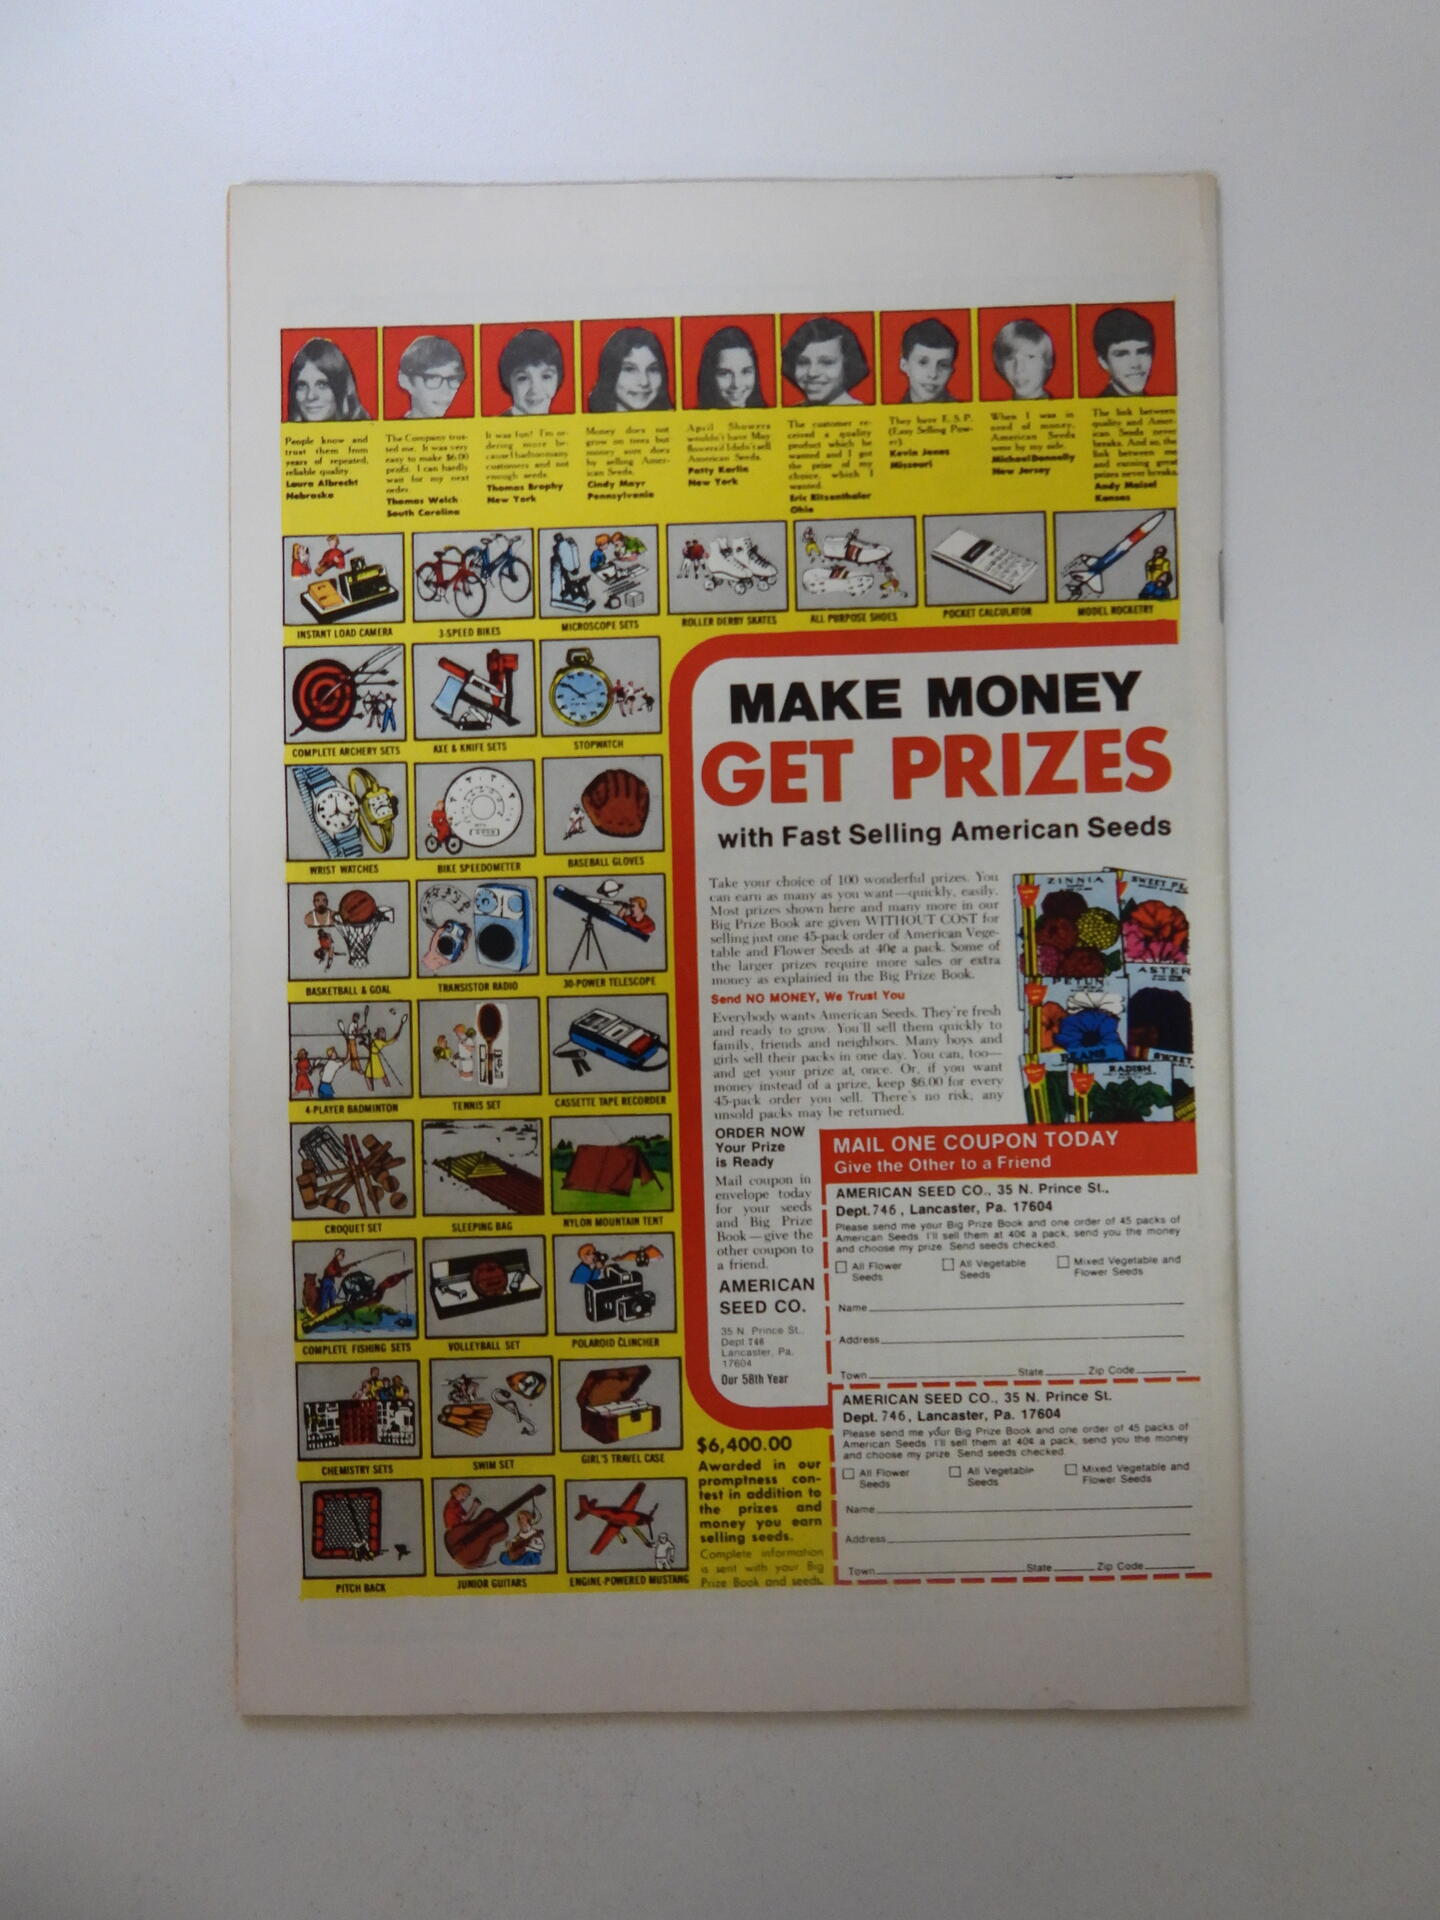 People know and
trust them from
years of repeated,
reliable quality.
Laura Albrecht
Nebraska
The Company trus-
ted me. It was very
easy to make $6.00
profit. I can hardly
wait for my next
order.
Thomas Welch
South Carolina
It was fun! I'm or-
dering more be-
cause I had too many
customers and not
enough seeds.
Thomas Brophy
New York
Money does not
grow on trees but
money sure does
by selling Amer-
ican Seeds.
Cindy Mayr
Pennsylvania
April Showers
wouldn't have May
flowers if I didn't sell
American Seeds.
Patty Karlin
New York
The customer re-
ceived a quality
product which he
wanted and I got
the prize of my
choice, which I
wanted.
Eric Ritsenthaler
Ohio
They have E.S.P.
(Easy Selling Pow-
er).
Kevin Jones
Missouri
When I was in
need of money,
American Seeds
were by my side.
Michael Donnelly
New Jersey
The link between
quality and Amer-
ican Seeds never
breaks. And so, the
link between me
and earning great
prizes never breaks.
Andy Maisel
Kansas
INSTANT LOAD CAMERA
3-SPEED BIKES
MICROSCOPE SETS
ROLLER DERBY SKATES
ALL PURPOSE SHOES
POCKET CALCULATOR
MODEL ROCKETRY
COMPLETE ARCHERY SETS
AXE & KNIFE SETS
STOPWATCH
WRIST WATCHES
BIKE SPEEDOMETER
BASEBALL GLOVES
BASKETBALL & GOAL
TRANSISTOR RADIO
30-POWER TELESCOPE
4-PLAYER BADMINTON
TENNIS SET
CASSETTE TAPE RECORDER
CROQUET SET
SLEEPING BAG
NYLON MOUNTAIN TENT
COMPLETE FISHING SETS
VOLLEYBALL SET
POLAROID CLINCHER
CHEMISTRY SETS
SWIM SET
GIRL'S TRAVEL CASE
PITCH BACK
JUNIOR GUITARS
ENGINE-POWERED MUSTANG
MAKE MONEY
GET PRIZES
with Fast Selling American Seeds
Take your choice of 100 wonderful prizes. You
can earn as many as you want—quickly, easily.
Most prizes shown here and many more in our
Big Prize Book are given WITHOUT COST for
selling just one 45-pack order of American Vege-
table and Flower Seeds at 40¢ a pack. Some of
the larger prizes require more sales or extra
money as explained in the Big Prize Book.
Send NO MONEY, We Trust You
Everybody wants American Seeds. They're fresh
and ready to grow. You'll sell them quickly to
family, friends and neighbors. Many boys and
girls sell their packs in one day. You can, too—
and get your prize at, once. Or, if you want
money instead of a prize, keep $6.00 for every
45-pack order you sell. There's no risk, any
unsold packs may be returned.
ZINNIA
SWEET PE
ASTER
PETUN
BEANS
SWEET
RADISH
ORDER NOW
Your Prize
is Ready
Mail coupon in
envelope today
for your seeds
and Big Prize
Book—give the
other coupon to
a friend.
AMERICAN
SEED CO.
35 N. Prince St.,
Dept. 746
Lancaster, Pa.
17604
Our 58th Year
MAIL ONE COUPON TODAY
Give the Other to a Friend
AMERICAN SEED CO., 35 N. Prince St.,
Dept. 746, Lancaster, Pa. 17604
Please send me your Big Prize Book and one order of 45 packs of
American Seeds. I'll sell them at 40¢ a pack, send you the money
and choose my prize. Send seeds checked.
All Flower Seeds
All Vegetable Seeds
Mixed Vegetable and Flower Seeds
Name
Address
Town State Zip Code
AMERICAN SEED CO., 35 N. Prince St.
Dept. 746, Lancaster, Pa. 17604
Please send me your Big Prize Book and one order of 45 packs of
American Seeds. I'll sell them at 40¢ a pack, send you the money
and choose my prize. Send seeds checked.
All Flower Seeds
All Vegetable Seeds
Mixed Vegetable and Flower Seeds
Name
Address
Town State Zip Code
$6,400.00
Awarded in our
promptness con-
test in addition to
the prizes and
money you earn
selling seeds.
Complete information
is sent with your Big
Prize Book and seeds.